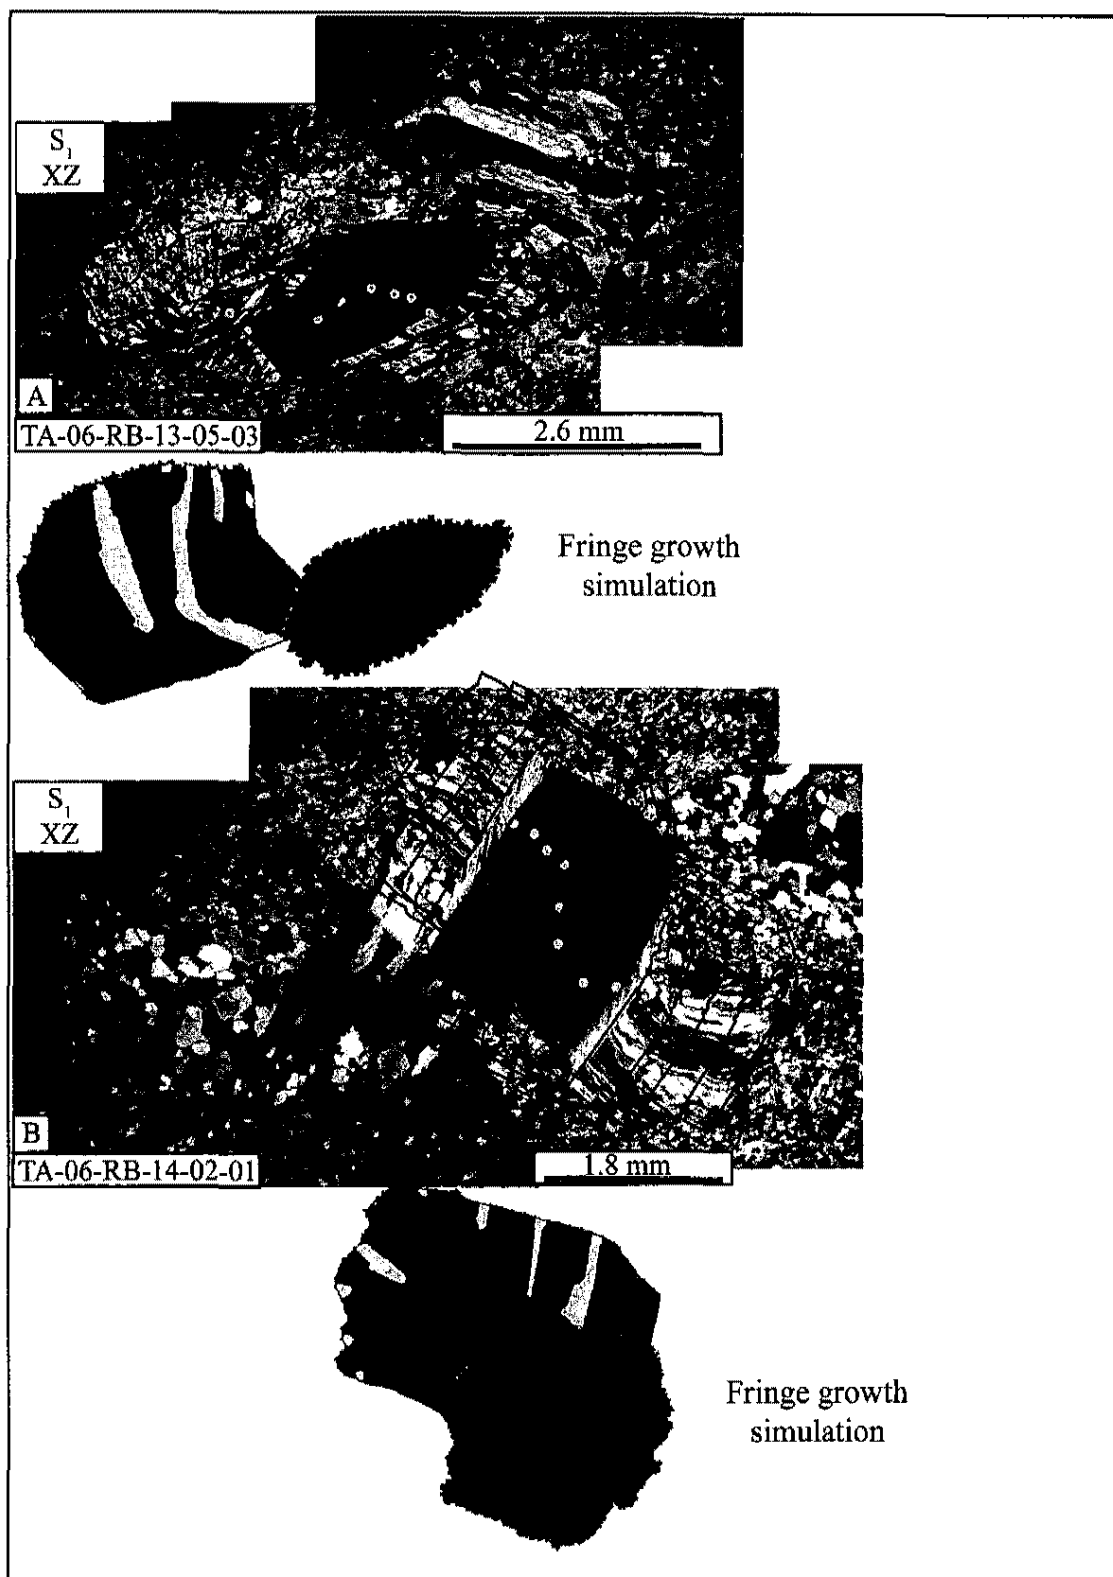 S₁
XZ
A
TA-06-RB-13-05-03
2.6 mm
Fringe growth
simulation
S₁
XZ
B
TA-06-RB-14-02-01
1.8 mm
Fringe growth
simulation